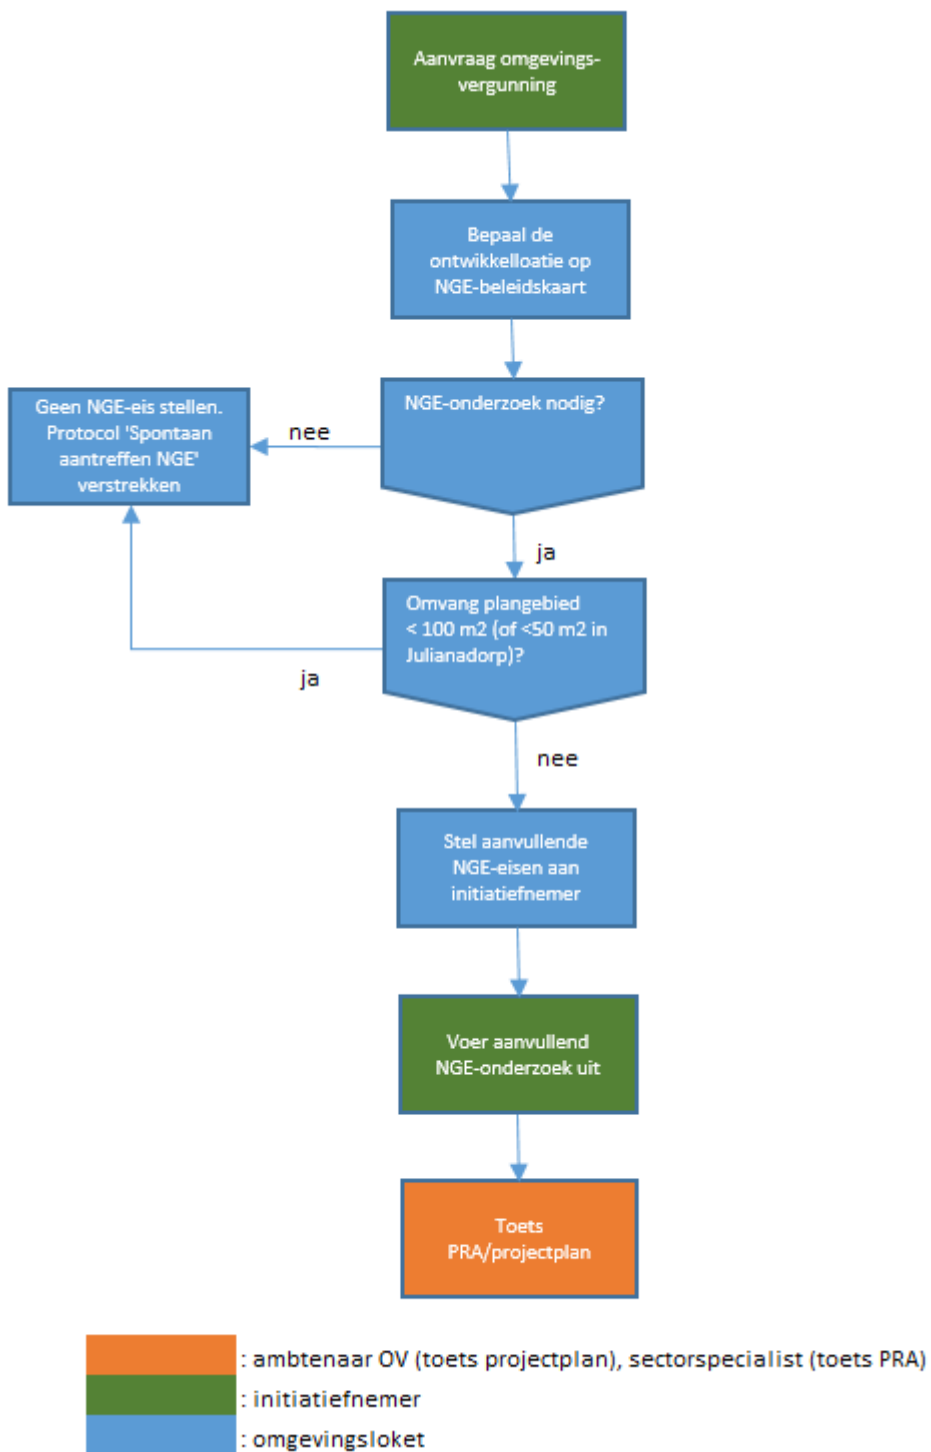 Aanvraag omgevings-
vergunning
Bepaal de
ontwikkelloatie op
NGE-beleidskaart
NGE-onderzoek nodig?
nee
Geen NGE-eis stellen.
Protocol 'Spontaan
aantreffen NGE'
verstrekken
ja
Omvang plangebied
< 100 m2 (of <50 m2 in
Julianadorp)?
ja
nee
Stel aanvullende
NGE-eisen aan
initiatiefnemer
Voer aanvullend
NGE-onderzoek uit
Toets
PRA/projectplan
: ambtenaar OV (toets projectplan), sectorspecialist (toets PRA)
: initiatiefnemer
: omgevingsloket